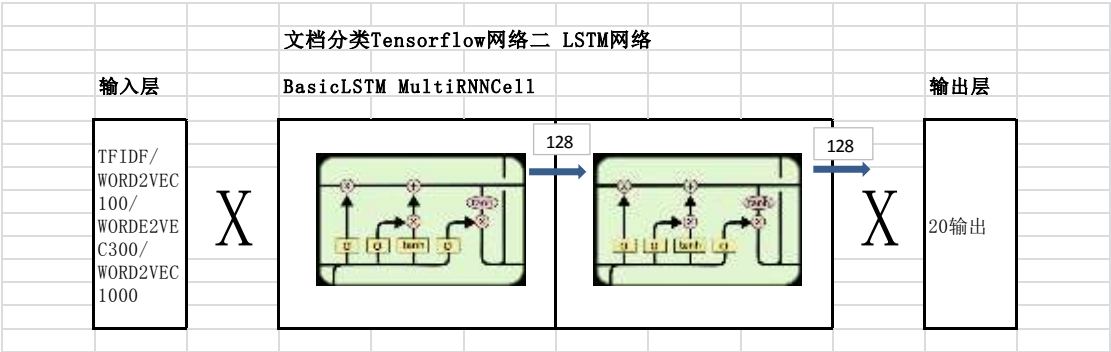 文档分类Tensorflow网络二 LSTM网络
输入层
BasicLSTM MultiRNNCell
输出层
TFIDF/
WORD2VEC
100/
WORDE2VE
C300/
WORD2VEC
1000
X
128
128
X
20输出
tanh
tanh
tanh
tanh